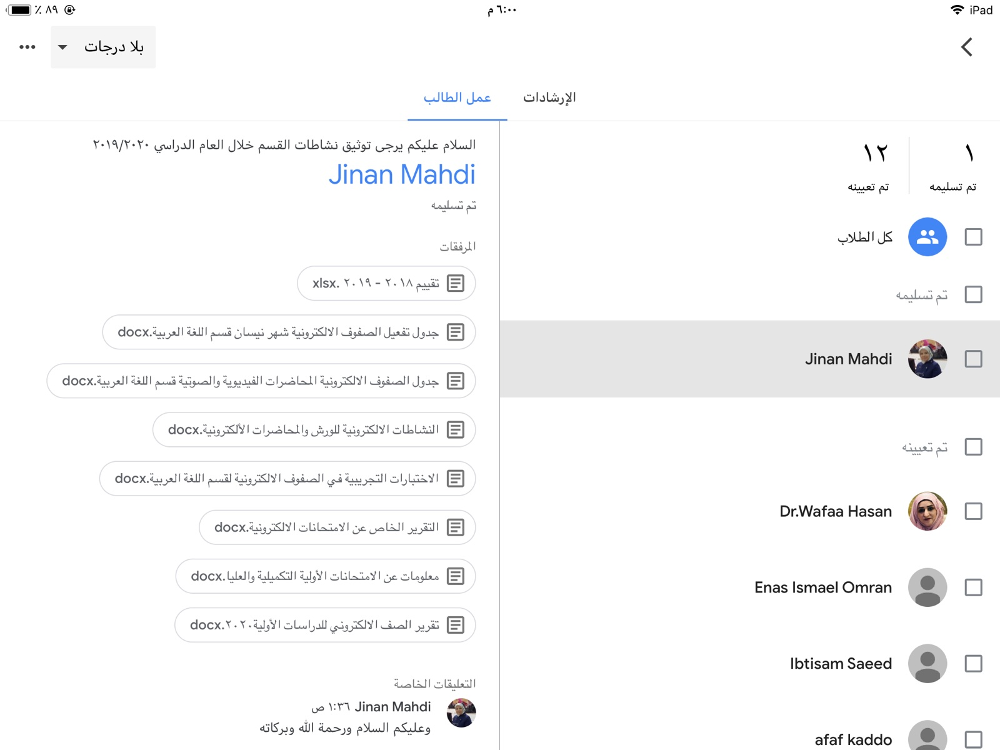 iPad
٦:٠٠ م
٨٩ ٪
بلا درجات
الإرشادات
عمل الطالب
١
تم تسليمه
١٢
تم تعيينه
كل الطلاب
تم تسليمه
Jinan Mahdi
تم تعيينه
Dr.Wafaa Hasan
Enas Ismael Omran
Ibtisam Saeed
afaf kaddo
السلام عليكم يرجى توثيق نشاطات القسم خلال العام الدراسي ٢٠١٩/٢٠٢٠
Jinan Mahdi
تم تسليمه
المرفقات
تقييم ٢٠١٨ - ٢٠١٩ .xlsx
جدول تفعيل الصفوف الالكترونية شهر نيسان قسم اللغة العربية.docx
جدول الصفوف الالكترونية المحاضرات الفيديوية والصوتية قسم اللغة العربية.docx
النشاطات الالكترونية للورش والمحاضرات الألكترونية.docx
الاختبارات التجريبية في الصفوف الالكترونية لقسم اللغة العربية.docx
التقرير الخاص عن الامتحانات الالكترونية.docx
معلومات عن الامتحانات الأولية التكميلية والعليا.docx
تقرير الصف الالكتروني للدراسات الأولية٢٠٢٠.docx
التعليقات الخاصة
Jinan Mahdi ١:٣٦ ص
وعليكم السلام ورحمة الله وبركاته